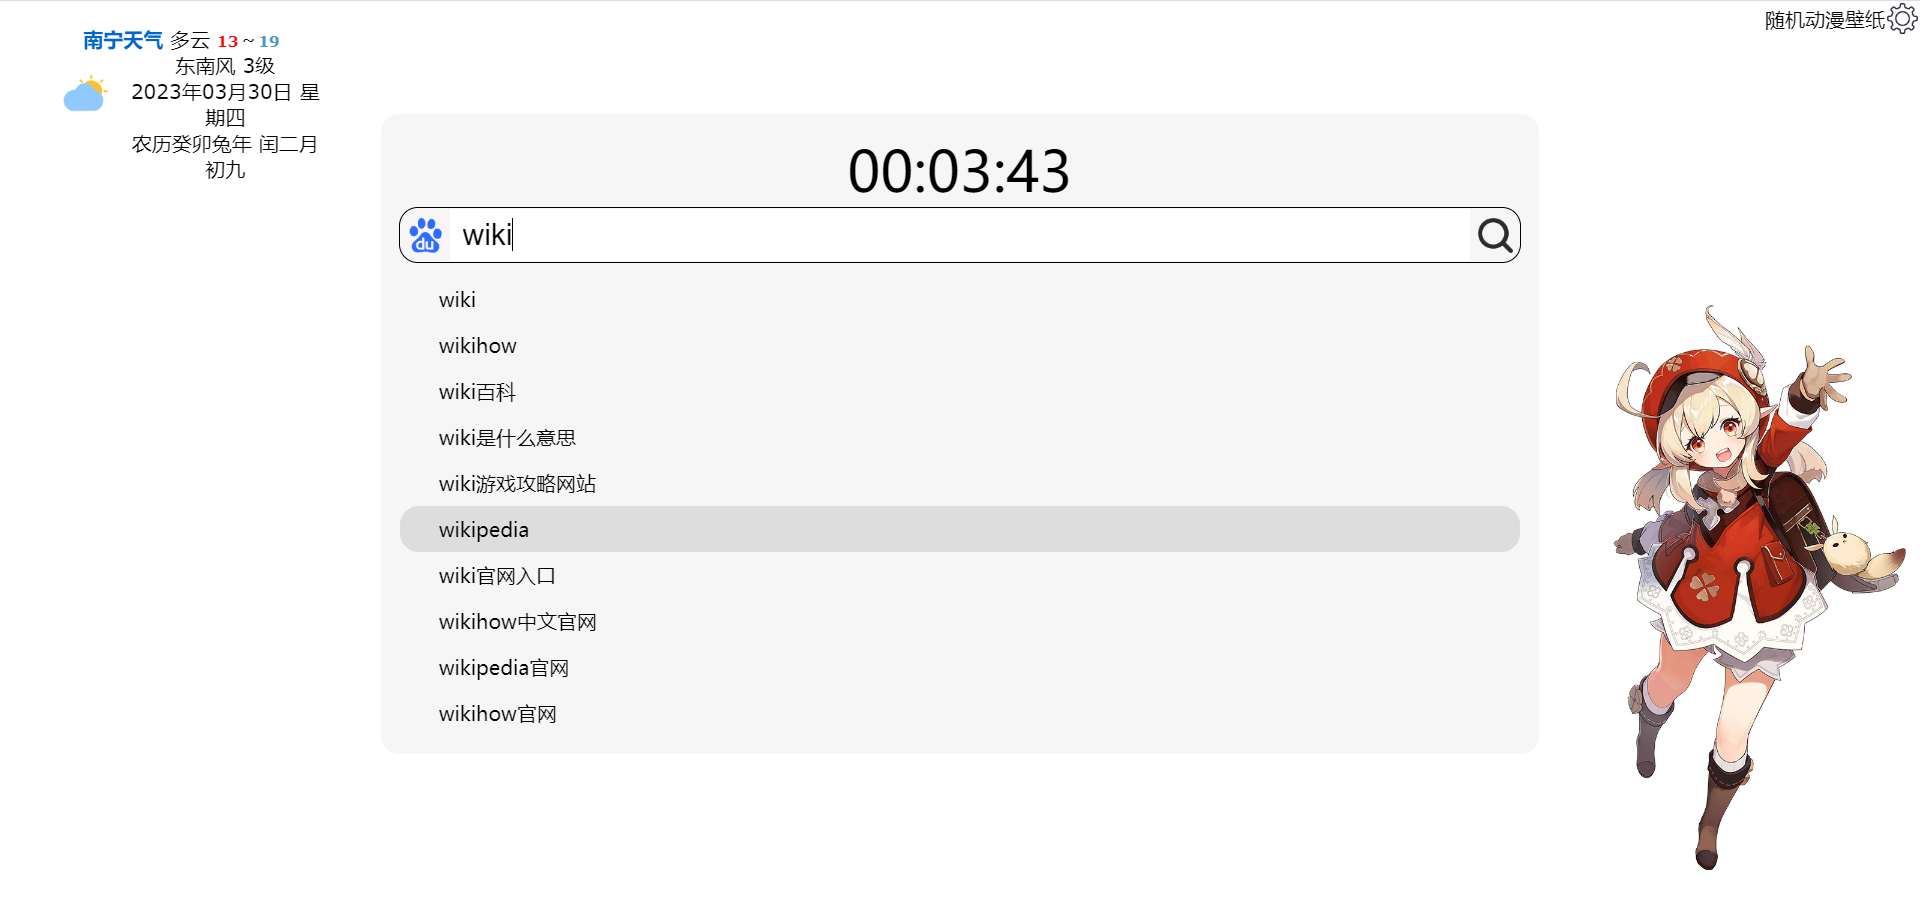 南宁天气 多云 13 ~ 19
东南风 3级
2023年03月30日 星
期四
农历癸卯兔年 闰二月
初九
随机动漫壁纸
00:03:43
du
wiki
wiki
wikihow
wiki百科
wiki是什么意思
wiki游戏攻略网站
wikipedia
wiki官网入口
wikihow中文官网
wikipedia官网
wikihow官网